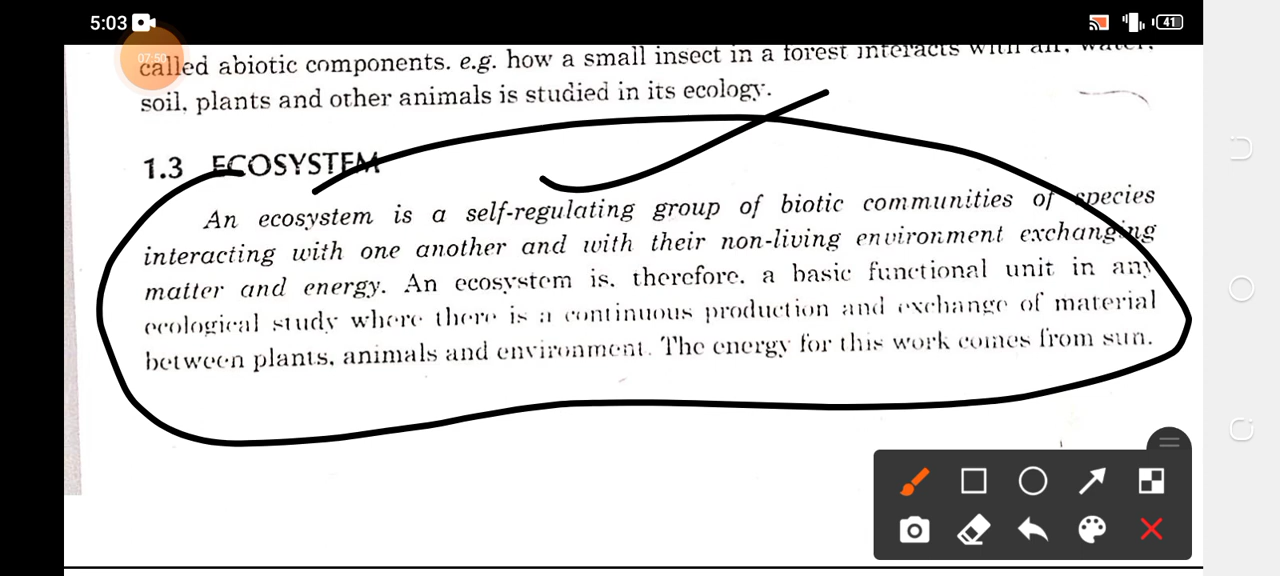 5:03
41
07:50
called abiotic components. e.g. how a small insect in a forest interacts with air, water,
soil, plants and other animals is studied in its ecology.
1.3 ECOSYSTEM
An ecosystem is a self-regulating group of biotic communities of species
interacting with one another and with their non-living environment exchanging
matter and energy. An ecosystem is, therefore, a basic functional unit in any
ecological study where there is a continuous production and exchange of material
between plants, animals and environment. The energy for this work comes from sun.